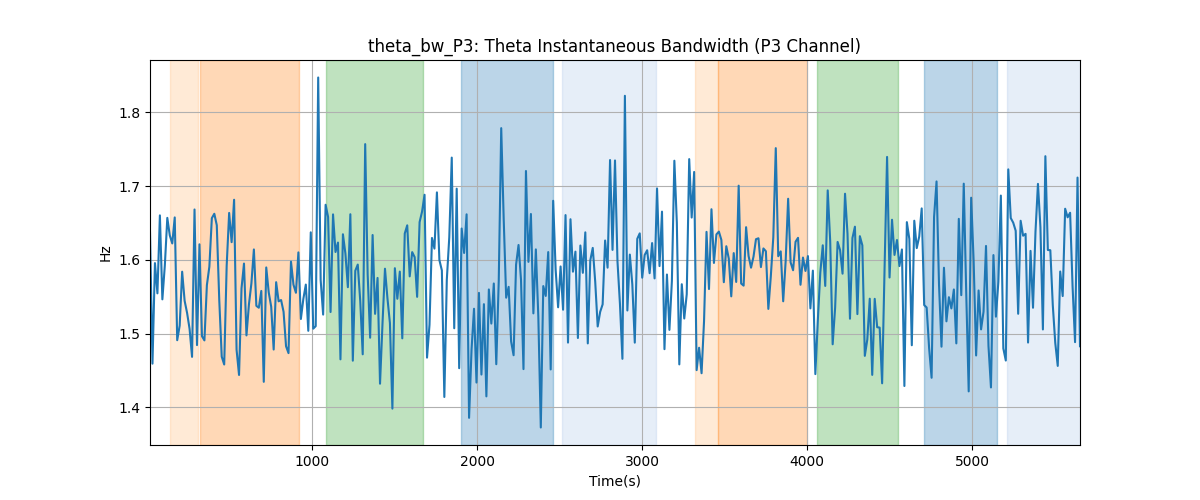 theta_bw_P3: Theta Instantaneous Bandwidth (P3 Channel)
Hz
1.8
1.7
1.6
1.5
1.4
1000 2000 3000 4000 5000
Time(s)